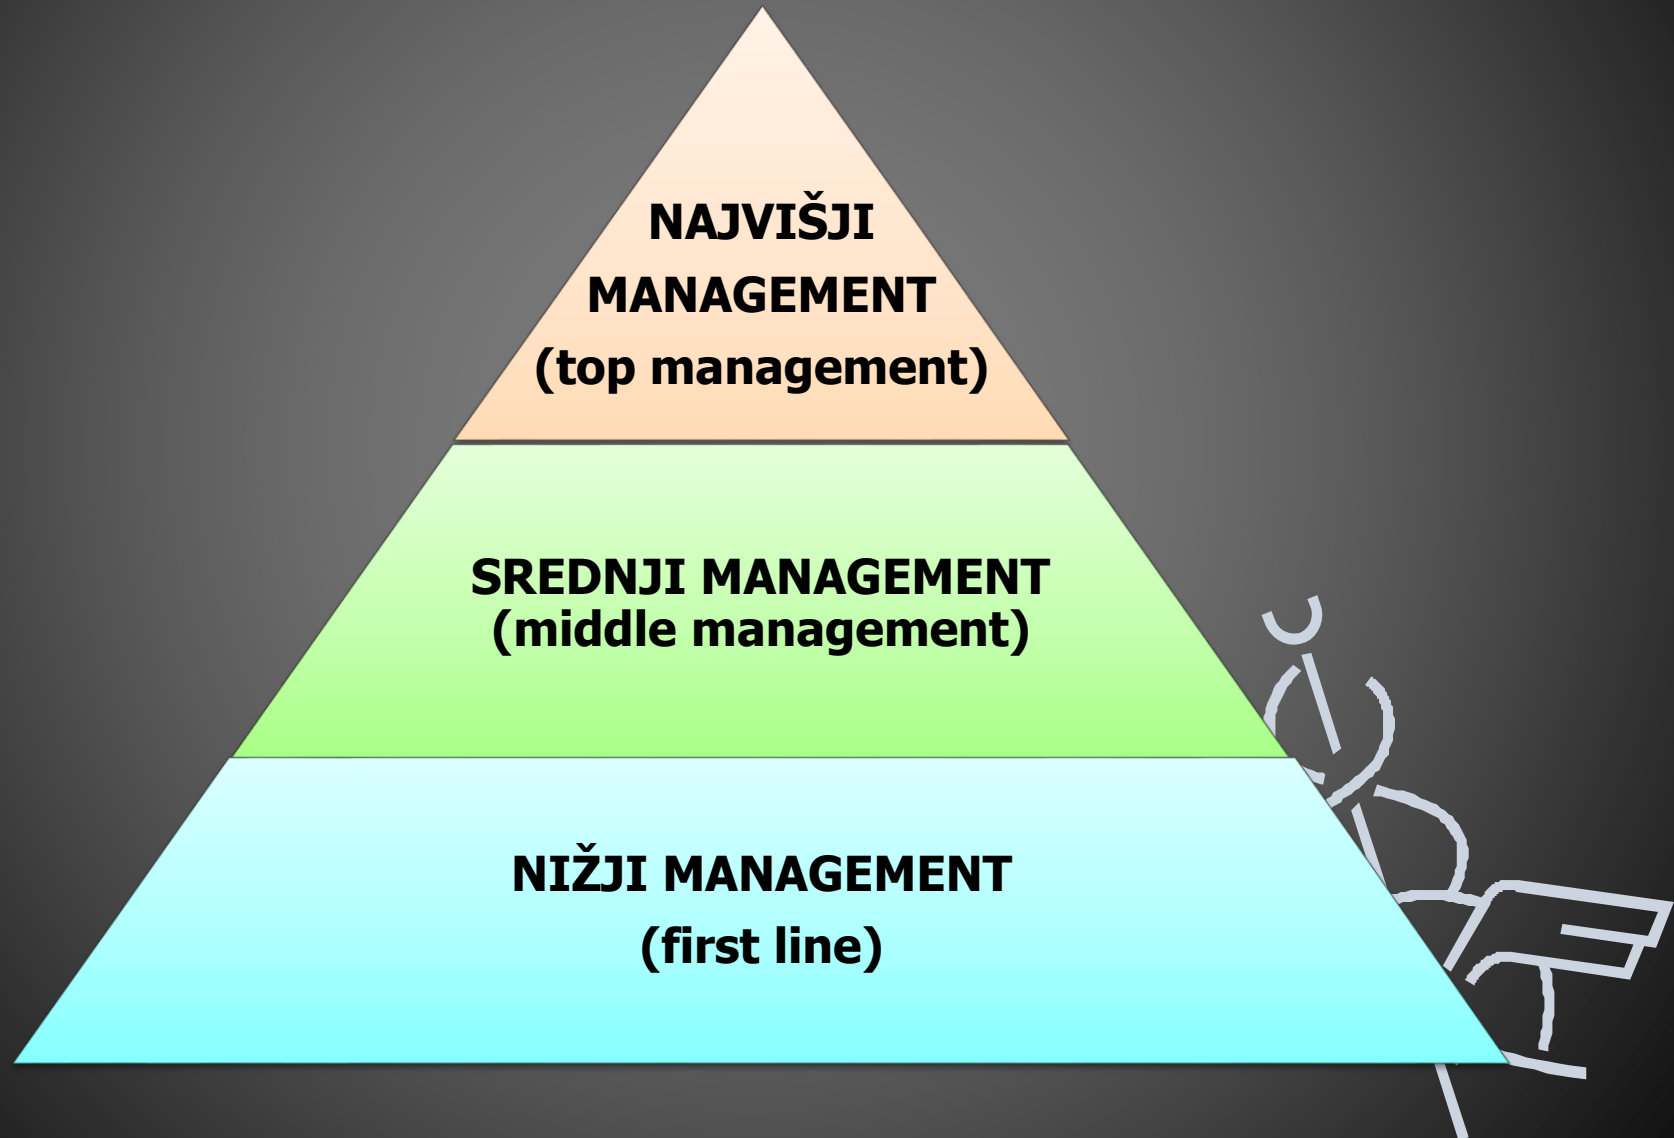 NAJVIŠJI
MANAGEMENT
(top management)
SREDNJI MANAGEMENT
(middle management)
NIŽJI MANAGEMENT
(first line)